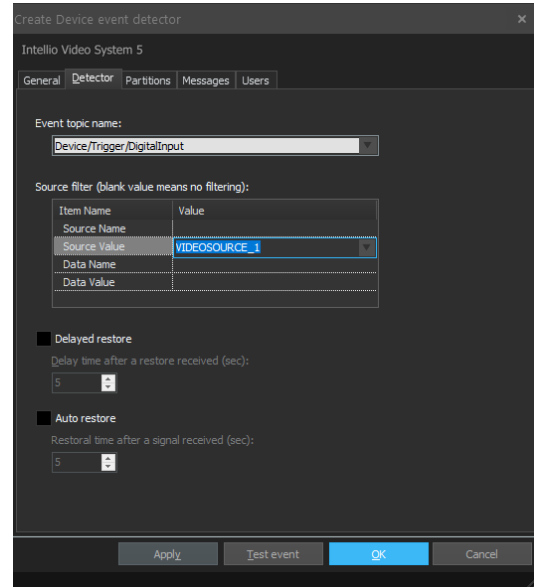 Create Device event detector
Intellio Video System 5
General Detector Partitions Messages Users
Event topic name:
Device/Trigger/DigitalInput
Source filter (blank value means no filtering):
Item Name Value
Source Name
Source Value VIDEOSOURCE_1
Data Name
Data Value
Delayed restore
Delay time after a restore received (sec):
5
Auto restore
Restoral time after a signal received (sec):
5
Apply Test event OK Cancel